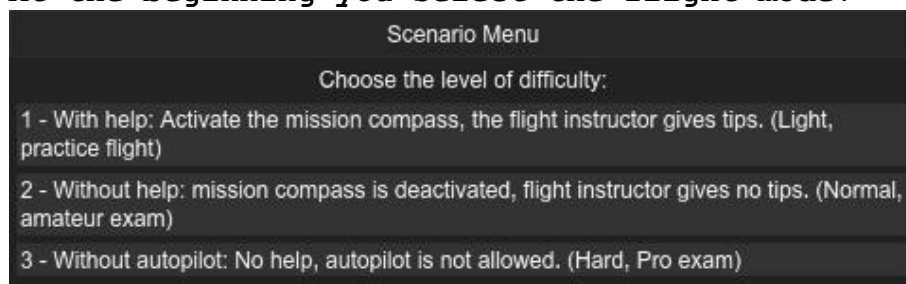 At the beginning you select the flight mode.
Scenario Menu
Choose the level of difficulty:
1 - With help: Activate the mission compass, the flight instructor gives tips. (Light,
practice flight)
2 - Without help: mission compass is deactivated, flight instructor gives no tips. (Normal,
amateur exam)
3 - Without autopilot: No help, autopilot is not allowed. (Hard, Pro exam)